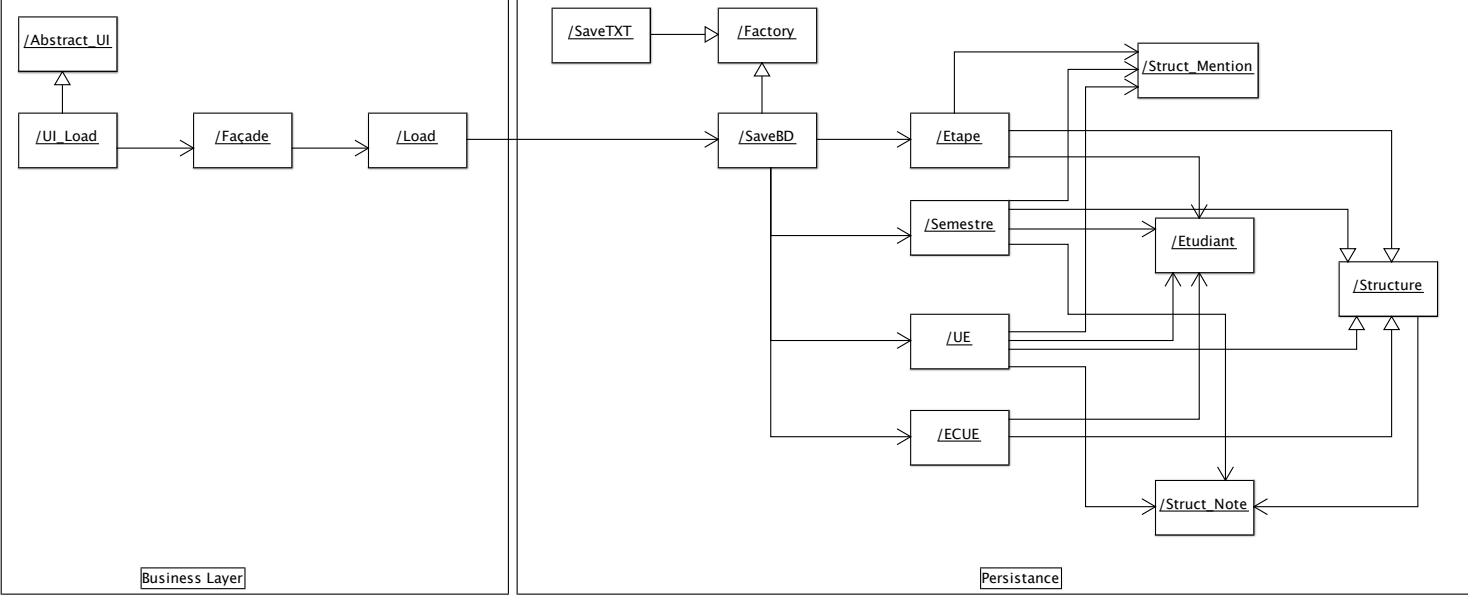 /Abstract_UI
/UI_Load
/Façade
/Load
Business Layer
/SaveTXT
/Factory
/SaveBD
/Etape
/Struct_Mention
/Semestre
/Etudiant
/Structure
/UE
/ECUE
/Struct_Note
Persistance